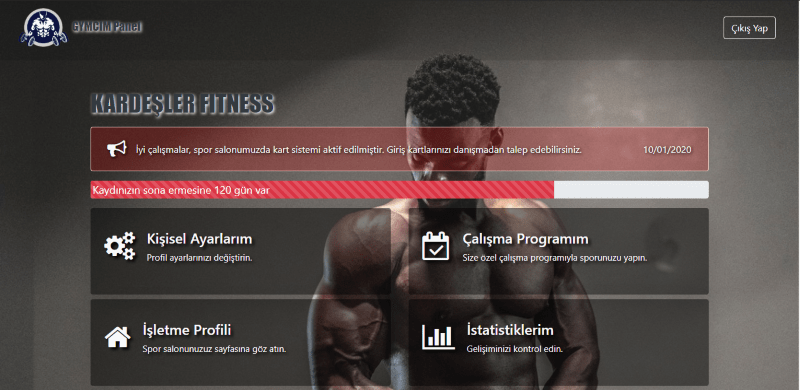 GYMCIM Panel
Çıkış Yap
KARDEŞLER FITNESS
İyi çalışmalar, spor salonumuzda kart sistemi aktif edilmiştir. Giriş kartlarınızı danışmadan talep edebilirsiniz. 10/01/2020
Kaydınızın sona ermesine 120 gün var
Kişisel Ayarlarım
Profil ayarlarınızı değiştirin.
Çalışma Programım
Size özel çalışma programıyla sporunuzu yapın.
İşletme Profili
Spor salonunuzuz sayfasına göz atın.
İstatistiklerim
Gelişiminizi kontrol edin.